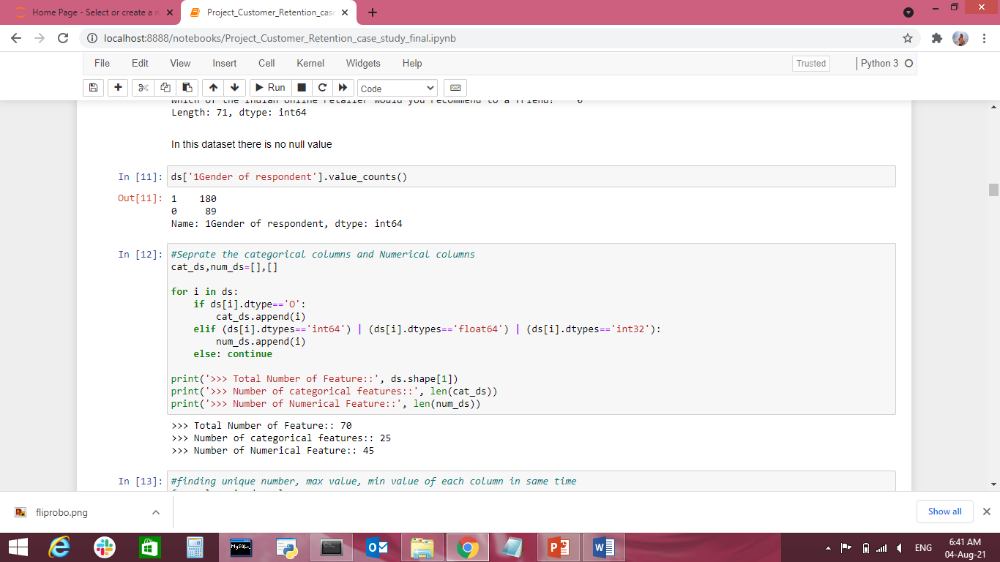 Home Page - Select or create a n
Project_Customer_Retention_case
localhost:8888/notebooks/Project_Customer_Retention_case_study_final.ipynb
File Edit View Insert Cell Kernel Widgets Help Trusted Python 3
Run Code
Which of the Indian online retailer would you recommend to a friend? 0
Length: 71, dtype: int64
In this dataset there is no null value
In [11]: ds['1Gender of respondent'].value_counts()
Out[11]: 1 180
0 89
Name: 1Gender of respondent, dtype: int64
In [12]: #Seprate the categorical columns and Numerical columns
cat_ds,num_ds=[],[]
for i in ds:
if ds[i].dtype=='O':
cat_ds.append(i)
elif (ds[i].dtypes=='int64') | (ds[i].dtypes=='float64') | (ds[i].dtypes=='int32'):
num_ds.append(i)
else: continue
print('>>> Total Number of Feature::', ds.shape[1])
print('>>> Number of categorical features::', len(cat_ds))
print('>>> Number of Numerical Feature::', len(num_ds))
>>> Total Number of Feature:: 70
>>> Number of categorical features:: 25
>>> Number of Numerical Feature:: 45
In [13]: #finding unique number, max value, min value of each column in same time
fliprobo.png
Show all
MySQL
ENG
6:41 AM
04-Aug-21